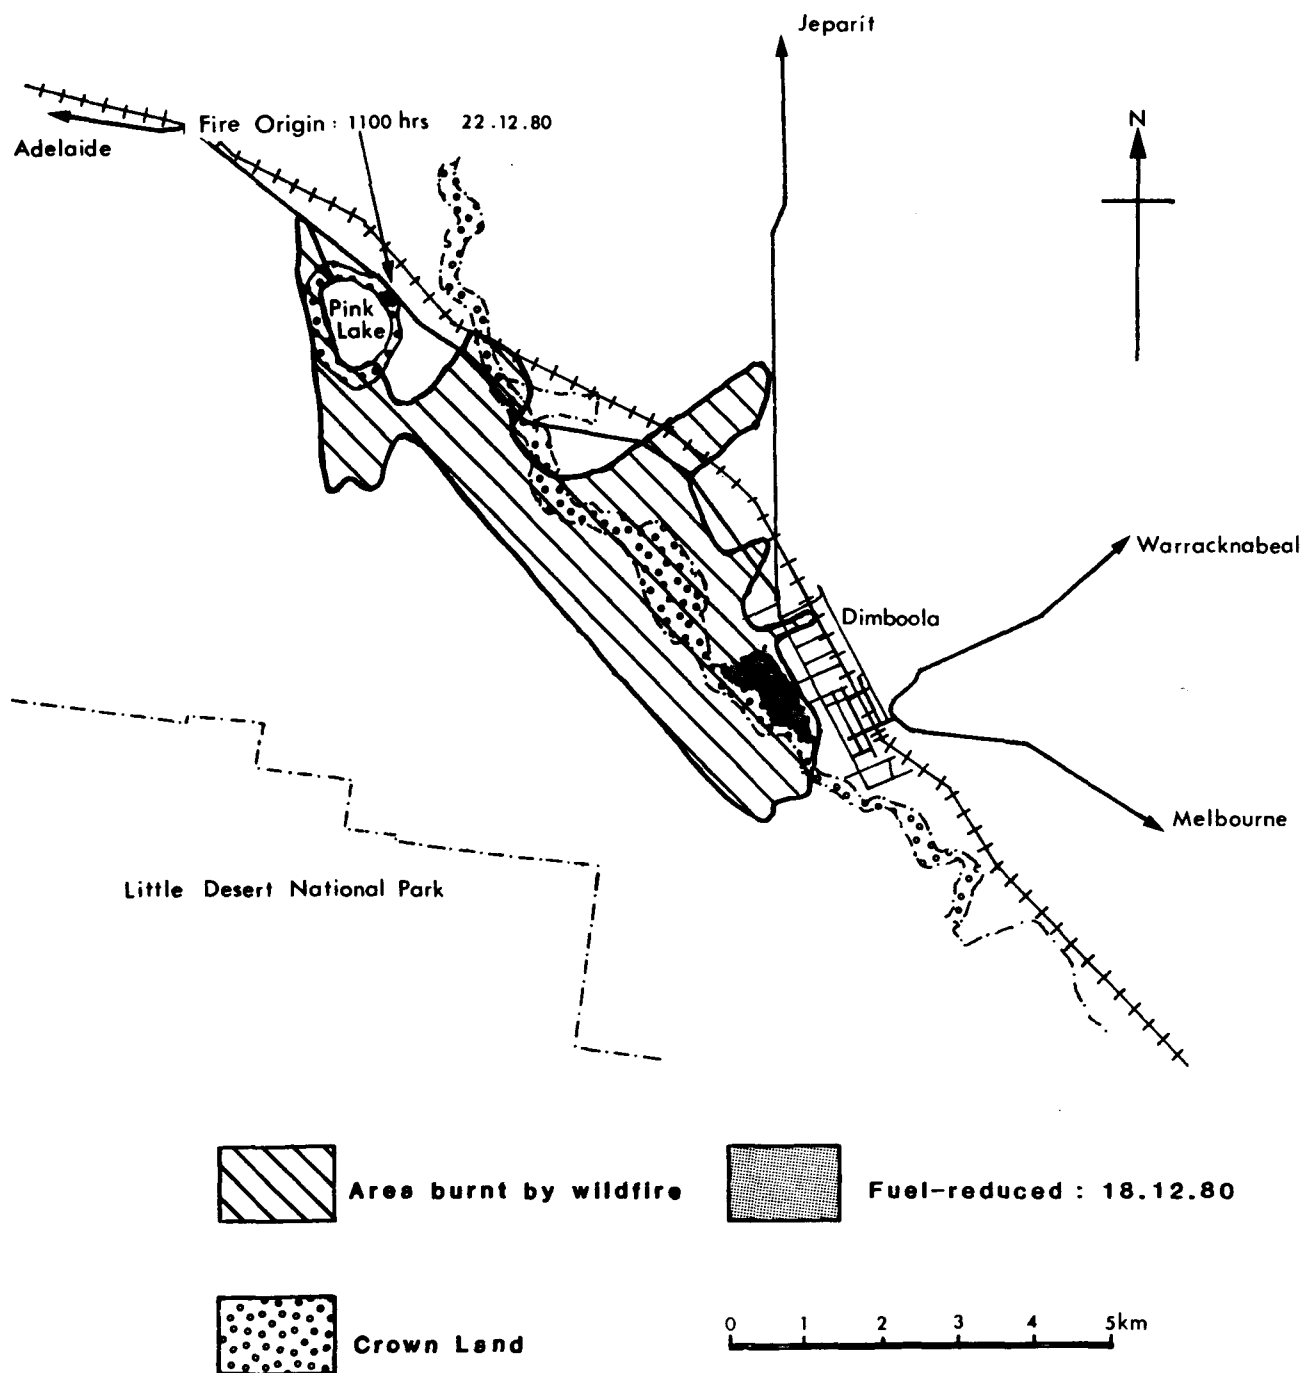 Jeparit
N
Fire Origin : 1100 hrs 22.12.80
Adelaide
Pink
Lake
Warracknabeal
Dimboola
Melbourne
Little Desert National Park
Area burnt by wildfire
Fuel-reduced : 18.12.80
Crown Land
0 1 2 3 4 5km